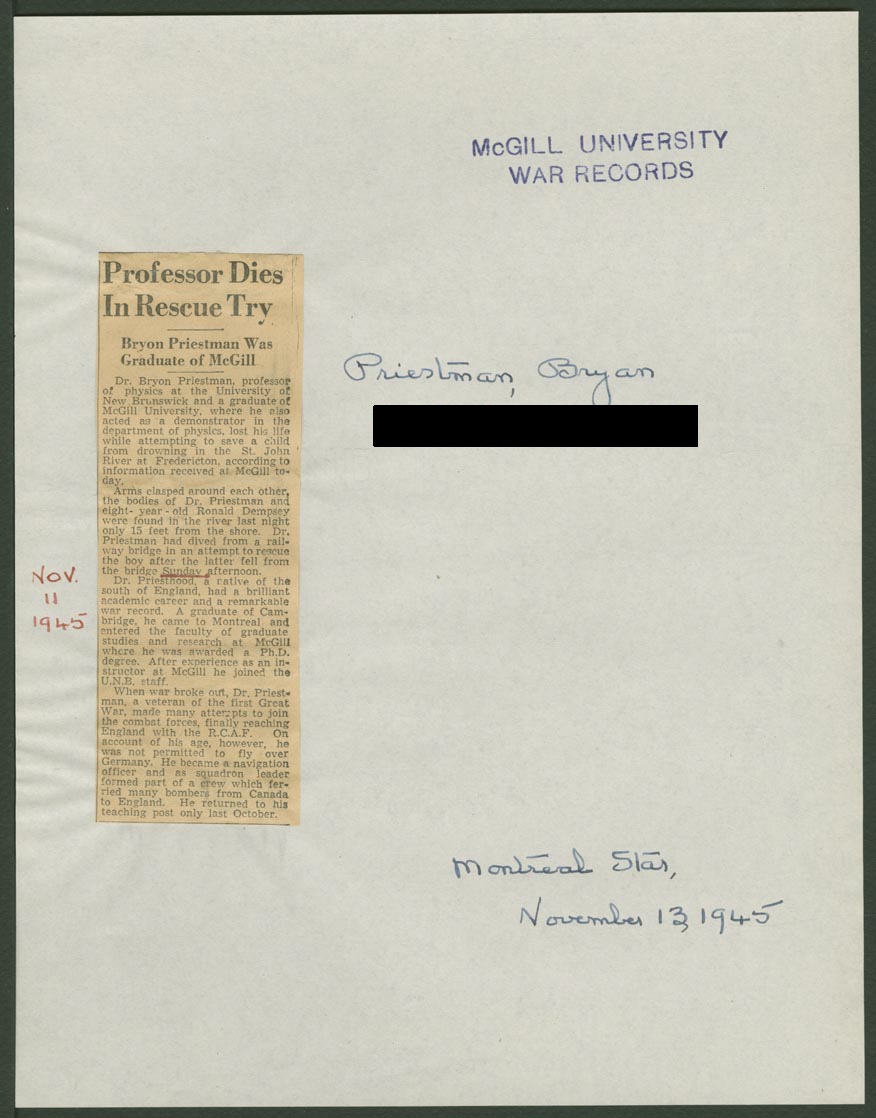 McGILL UNIVERSITY
WAR RECORDS
Professor Dies
In Rescue Try
Bryon Priestman Was
Graduate of McGill
Dr. Bryon Priestman, professor
of physics at the University of
New Brunswick and a graduate of
McGill University, where he also
acted as a demonstrator in the
department of physics, lost his life
while attempting to save a child
from drowning in the St. John
River at Fredericton, according to
information received at McGill to-
day.
Arms clasped around each other,
the bodies of Dr. Priestman and
eight-year-old Ronald Dempsey
were found in the river last night
only 15 feet from the shore. Dr.
Priestman had dived from a rail-
way bridge in an attempt to rescue
the boy after the latter fell from
the bridge Sunday afternoon.
Dr. Priesthood, a native of the
south of England, had a brilliant
academic career and a remarkable
war record. A graduate of Cam-
bridge, he came to Montreal and
entered the faculty of graduate
studies and research at McGill
where he was awarded a Ph.D.
degree. After experience as an in-
structor at McGill he joined the
U.N.B. staff.
When war broke out, Dr. Priest-
man, a veteran of the first Great
War, made many attempts to join
the combat forces, finally reaching
England with the R.C.A.F. On
account of his age, however, he
was not permitted to fly over
Germany. He became a navigation
officer and as squadron leader
formed part of a crew which fer-
ried many bombers from Canada
to England. He returned to his
teaching post only last October.
NOV.
11
1945
Priestman, Bryan
Montreal Star,
November 13, 1945